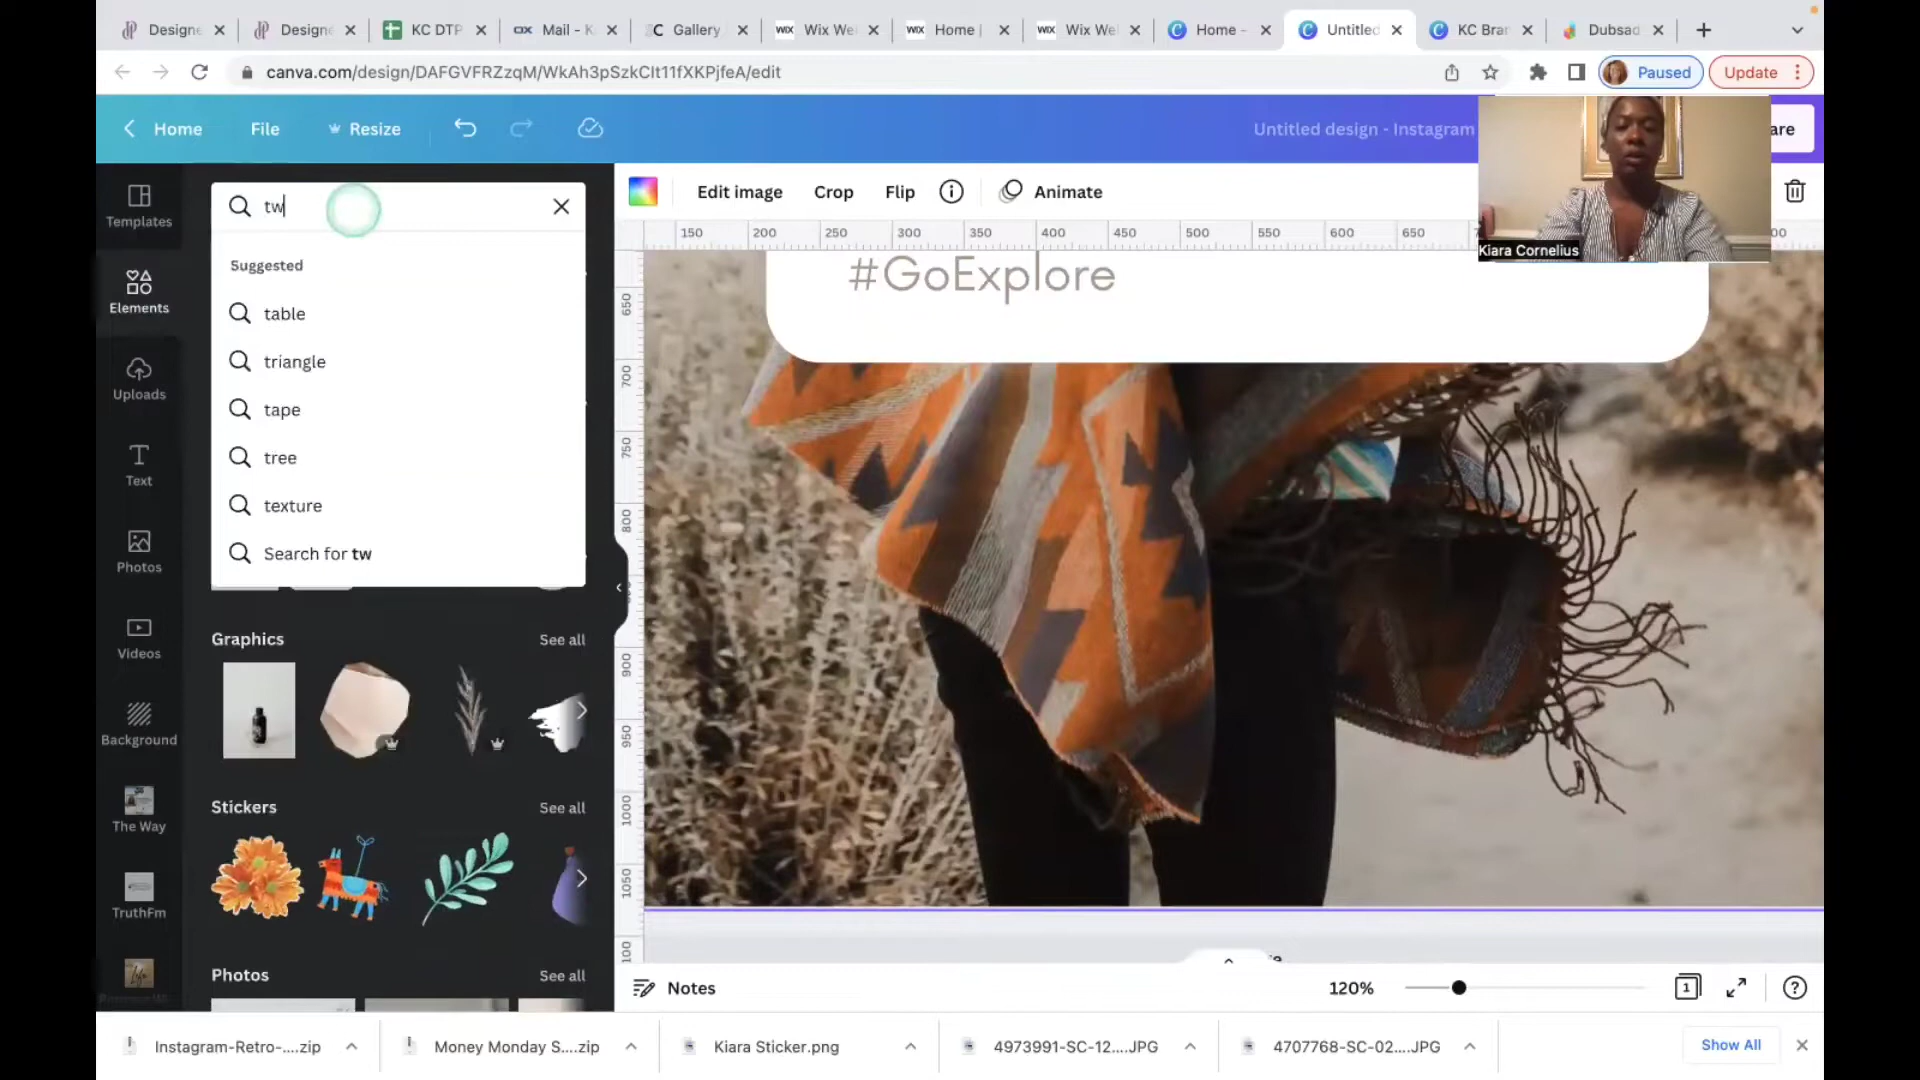 Designe
Designe
KC DTP
Mail - K
Gallery
WIX Wix We
WIX Home |
WIX Wix We
Home -
Untitled
KC Bran
Dubsad
canva.com/design/DAFGVFRZzqM/WkAh3pSzkCIt11fXKPjfeA/edit
Paused
Update
Home
File
Resize
Untitled design - Instagram
are
Kiara Cornelius
Templates
Elements
Uploads
Text
Photos
Videos
Background
The Way
TruthFm
tw
Suggested
table
triangle
tape
tree
texture
Search for tw
Graphics
See all
Stickers
See all
Photos
See all
Edit image
Crop
Flip
Animate
150 200 250 300 350 400 450 500 550 600 650
650
700
750
800
900
950
1000
1050
#GoExplore
Notes
120%
1
Instagram-Retro-....zip
Money Monday S....zip
Kiara Sticker.png
4973991-SC-12....JPG
4707768-SC-02....JPG
Show All